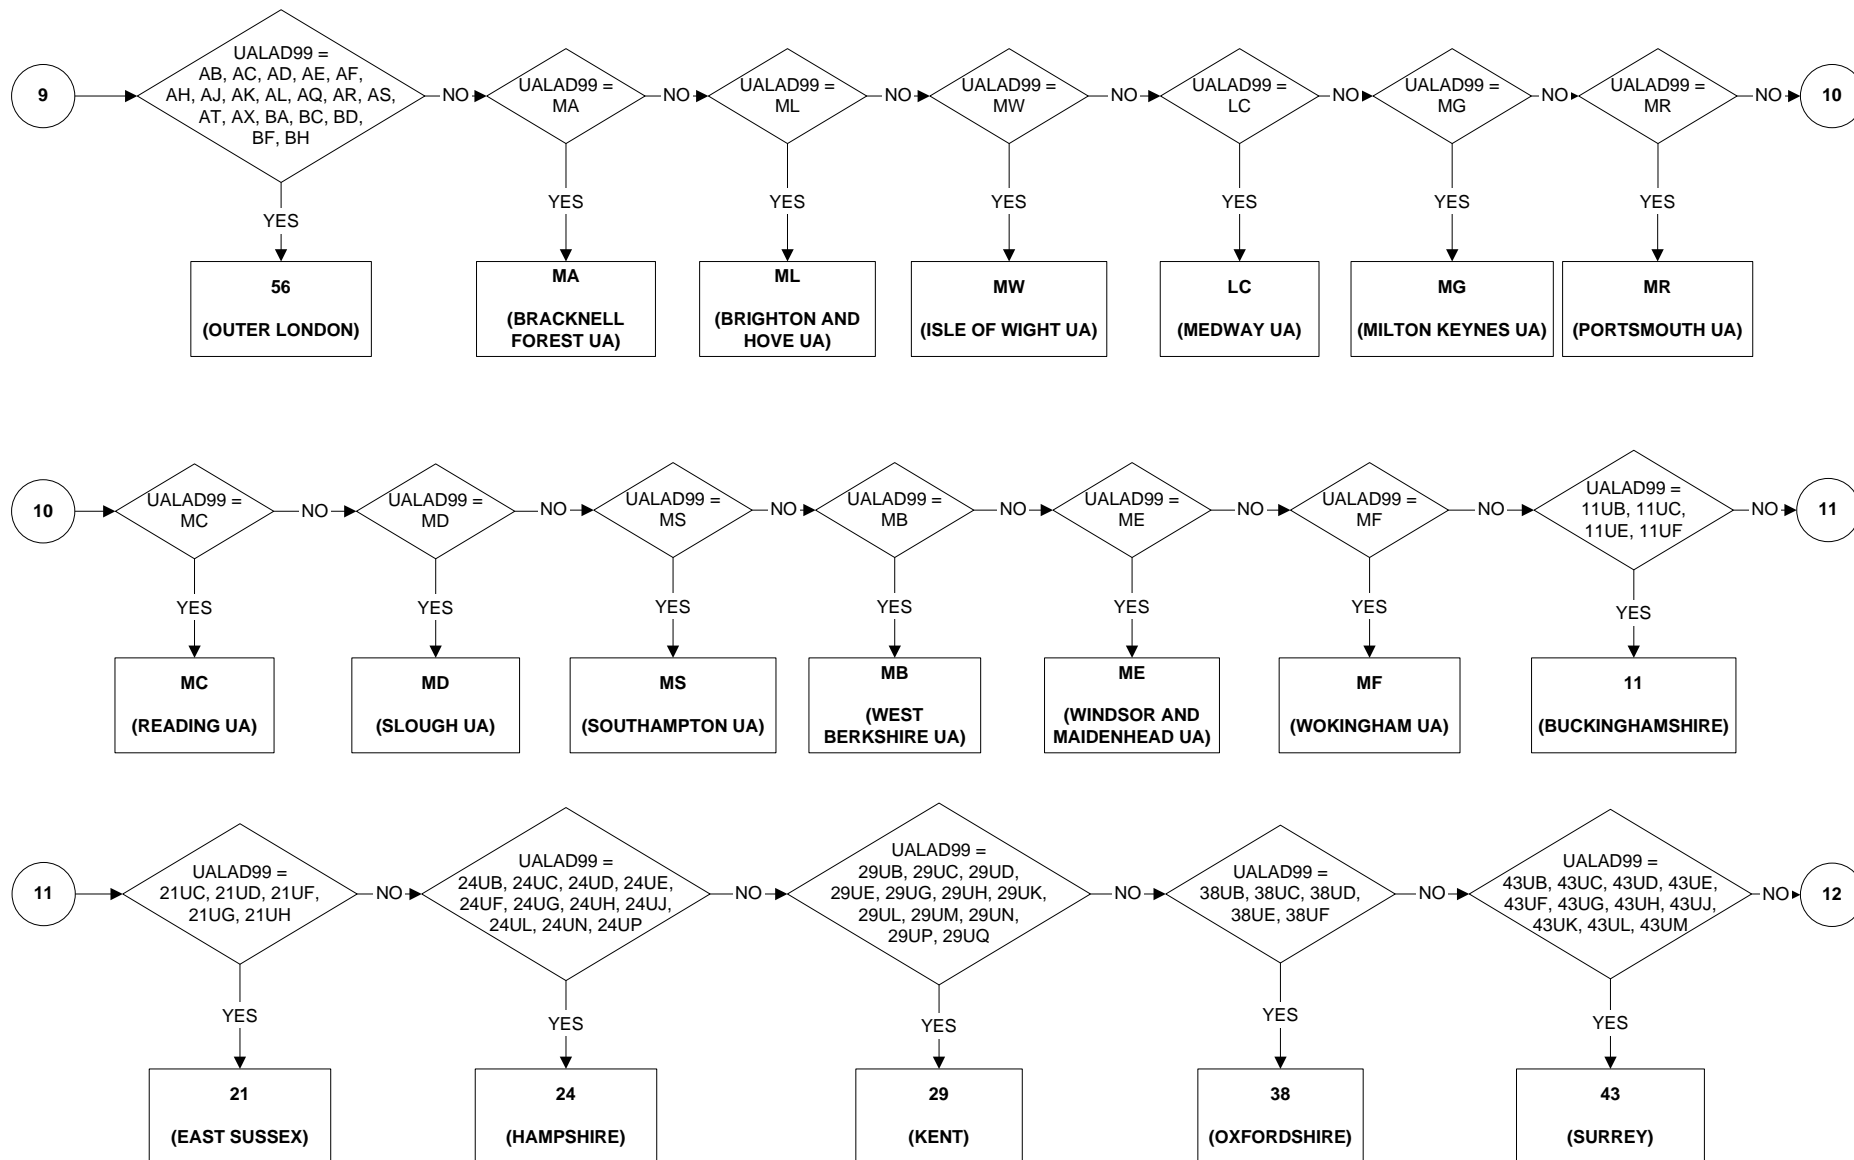 9
UALAD99 =
AB, AC, AD, AE, AF,
AH, AJ, AK, AL, AQ, AR, AS,
AT, AX, BA, BC, BD,
BF, BH
NO
UALAD99 =
MA
NO
UALAD99 =
ML
NO
UALAD99 =
MW
NO
UALAD99 =
LC
NO
UALAD99 =
MG
NO
UALAD99 =
MR
NO
10
YES
YES
YES
YES
YES
YES
YES
56
(OUTER LONDON)
MA
(BRACKNELL
FOREST UA)
ML
(BRIGHTON AND
HOVE UA)
MW
(ISLE OF WIGHT UA)
LC
(MEDWAY UA)
MG
(MILTON KEYNES UA)
MR
(PORTSMOUTH UA)
10
UALAD99 =
MC
NO
UALAD99 =
MD
NO
UALAD99 =
MS
NO
UALAD99 =
MB
NO
UALAD99 =
ME
NO
UALAD99 =
MF
NO
UALAD99 =
11UB, 11UC,
11UE, 11UF
NO
11
YES
YES
YES
YES
YES
YES
YES
MC
(READING UA)
MD
(SLOUGH UA)
MS
(SOUTHAMPTON UA)
MB
(WEST
BERKSHIRE UA)
ME
(WINDSOR AND
MAIDENHEAD UA)
MF
(WOKINGHAM UA)
11
(BUCKINGHAMSHIRE)
11
UALAD99 =
21UC, 21UD, 21UF,
21UG, 21UH
NO
UALAD99 =
24UB, 24UC, 24UD, 24UE,
24UF, 24UG, 24UH, 24UJ,
24UL, 24UN, 24UP
NO
UALAD99 =
29UB, 29UC, 29UD,
29UE, 29UG, 29UH, 29UK,
29UL, 29UM, 29UN,
29UP, 29UQ
NO
UALAD99 =
38UB, 38UC, 38UD,
38UE, 38UF
NO
UALAD99 =
43UB, 43UC, 43UD, 43UE,
43UF, 43UG, 43UH, 43UJ,
43UK, 43UL, 43UM
NO
12
YES
YES
YES
YES
YES
21
(EAST SUSSEX)
24
(HAMPSHIRE)
29
(KENT)
38
(OXFORDSHIRE)
43
(SURREY)